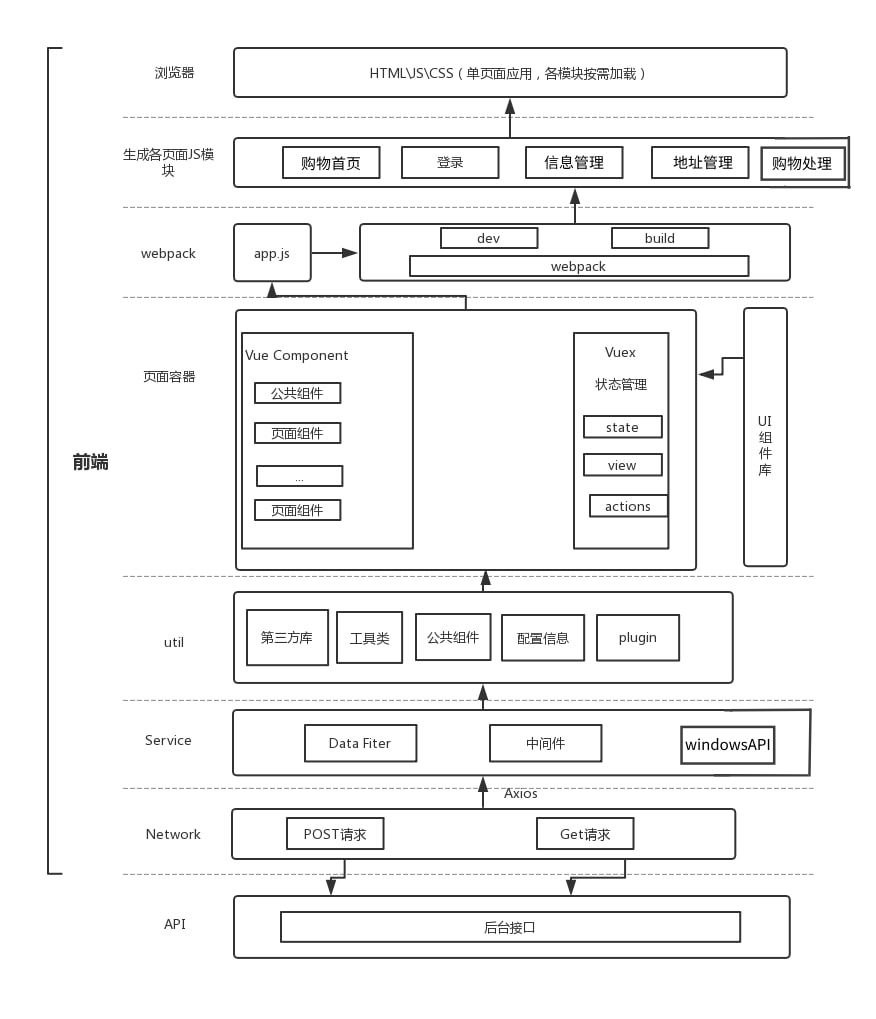 浏览器
HTML\JS\CSS（单页面应用，各模块按需加载）
生成各页面JS模
块
购物首页
登录
信息管理
地址管理
购物处理
webpack
app.js
dev
build
webpack
页面容器
Vue Component
公共组件
页面组件
...
页面组件
Vuex
状态管理
state
view
actions
UI
组
件
库
前端
util
第三方库
工具类
公共组件
配置信息
plugin
Service
Data Fiter
中间件
windowsAPI
Axios
Network
POST请求
Get请求
API
后台接口